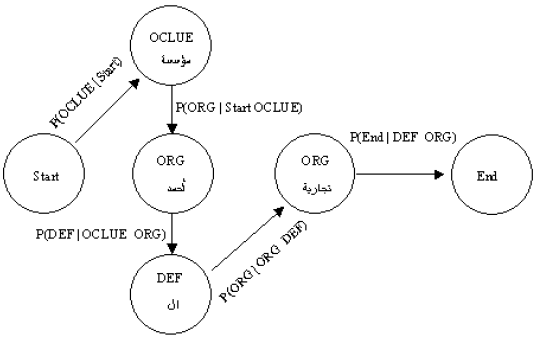 OCLUE
مؤسسة
P(OCLUE|Start)
P(ORG|Start OCLUE)
Start
ORG
أحمد
P(DEF|OCLUE ORG)
DEF
ال
P(ORG|ORG DEF)
ORG
تجارية
P(End|DEF ORG)
End